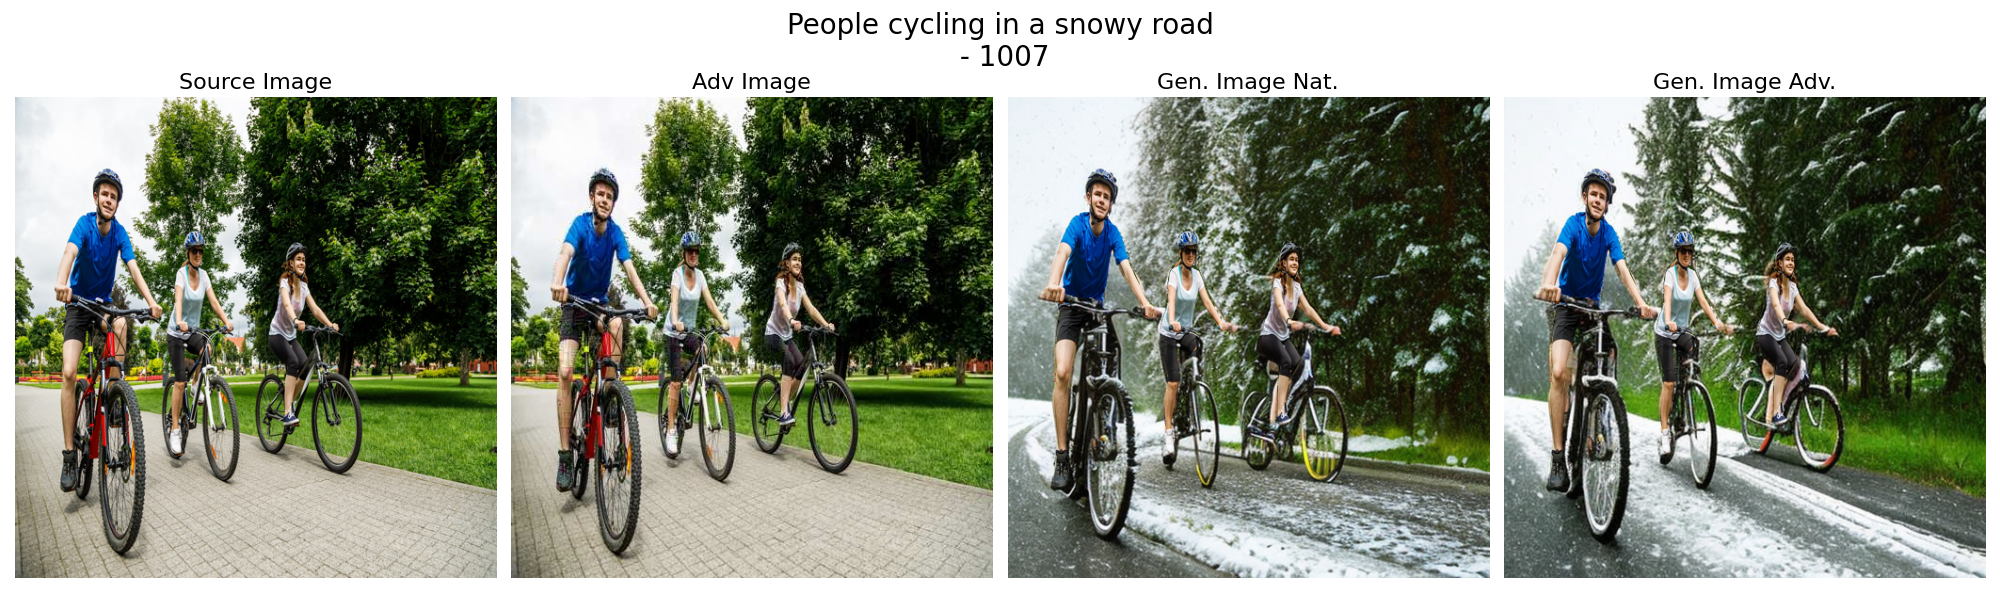 People cycling in a snowy road
- 1007
Source Image
Adv Image
Gen. Image Nat.
Gen. Image Adv.